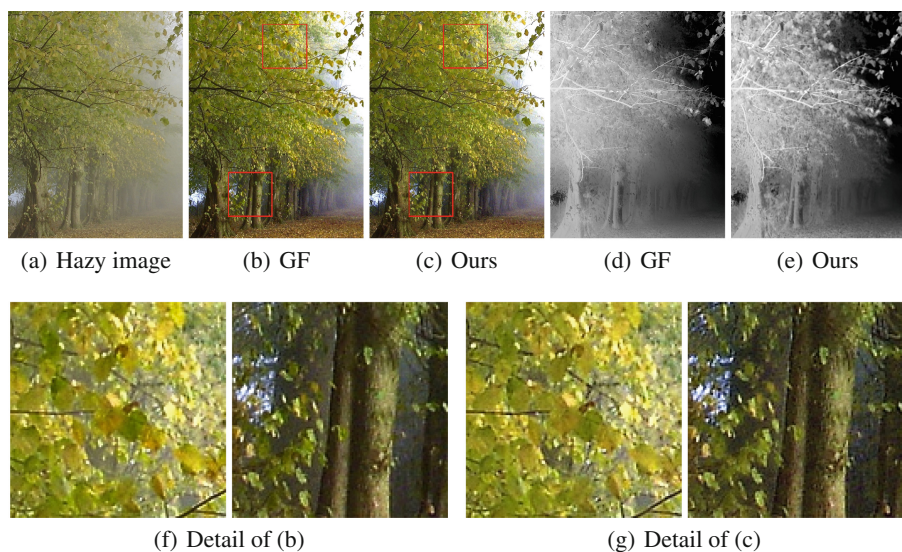 (a) Hazy image (b) GF (c) Ours (d) GF (e) Ours
(f) Detail of (b) (g) Detail of (c)